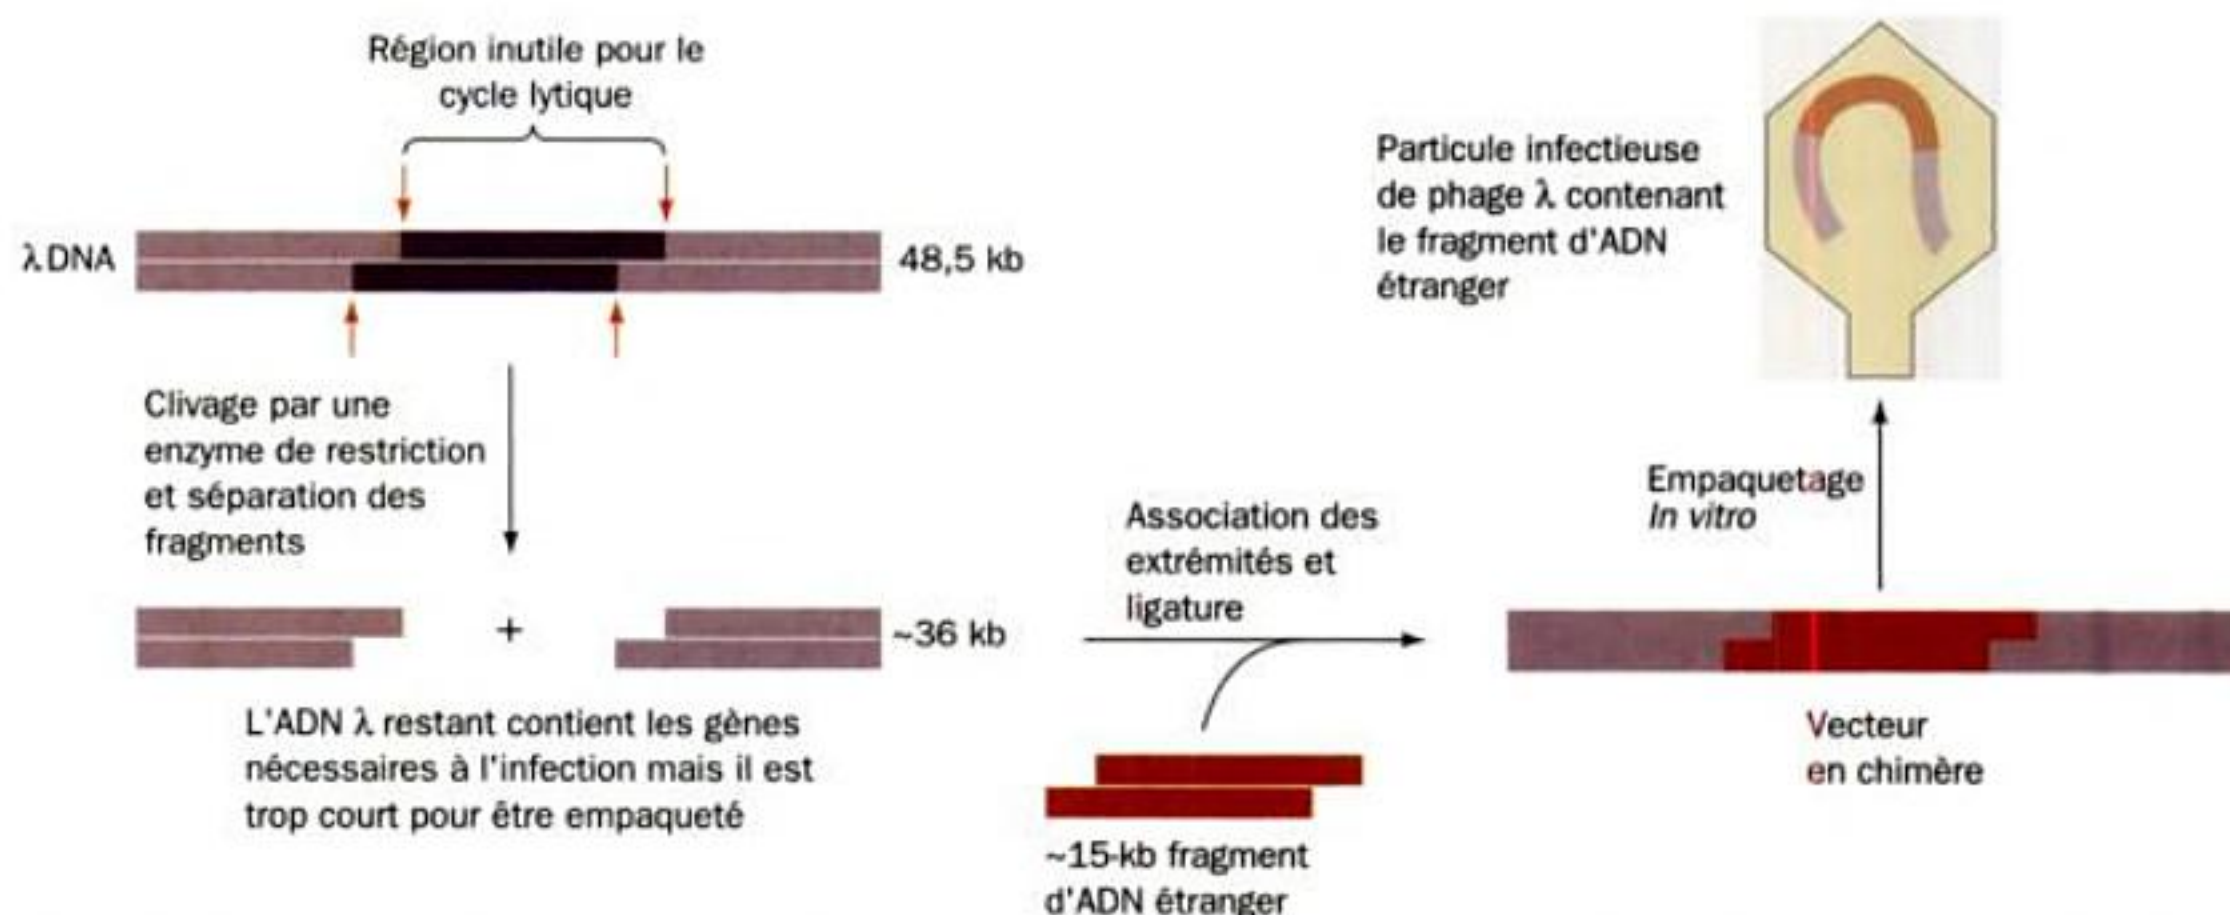 Région inutile pour le
cycle lytique
λDNA
48,5 kb
Clivage par une
enzyme de restriction
et séparation des
fragments
+
~36 kb
L'ADN λ restant contient les gènes
nécessaires à l'infection mais il est
trop court pour être empaqueté
Association des
extrémités et
ligature
~15-kb fragment
d'ADN étranger
Vecteur
en chimère
Empaquetage
In vitro
Particule infectieuse
de phage λ contenant
le fragment d'ADN
étranger